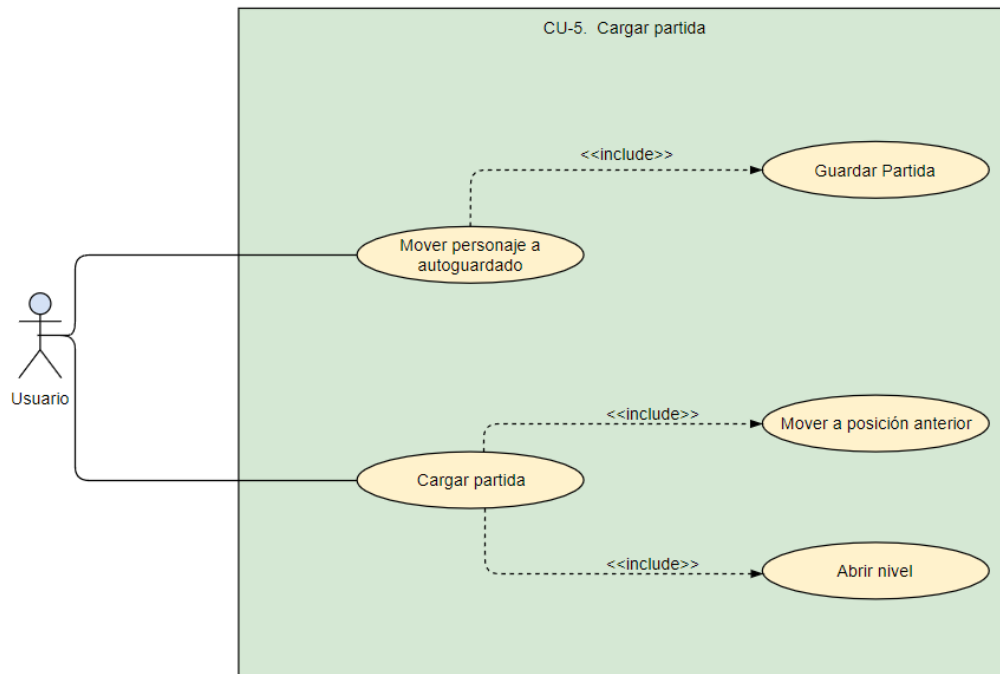 CU-5. Cargar partida
<<include>>
Guardar Partida
Mover personaje a
autoguardado
Usuario
<<include>>
Mover a posición anterior
Cargar partida
<<include>>
Abrir nivel